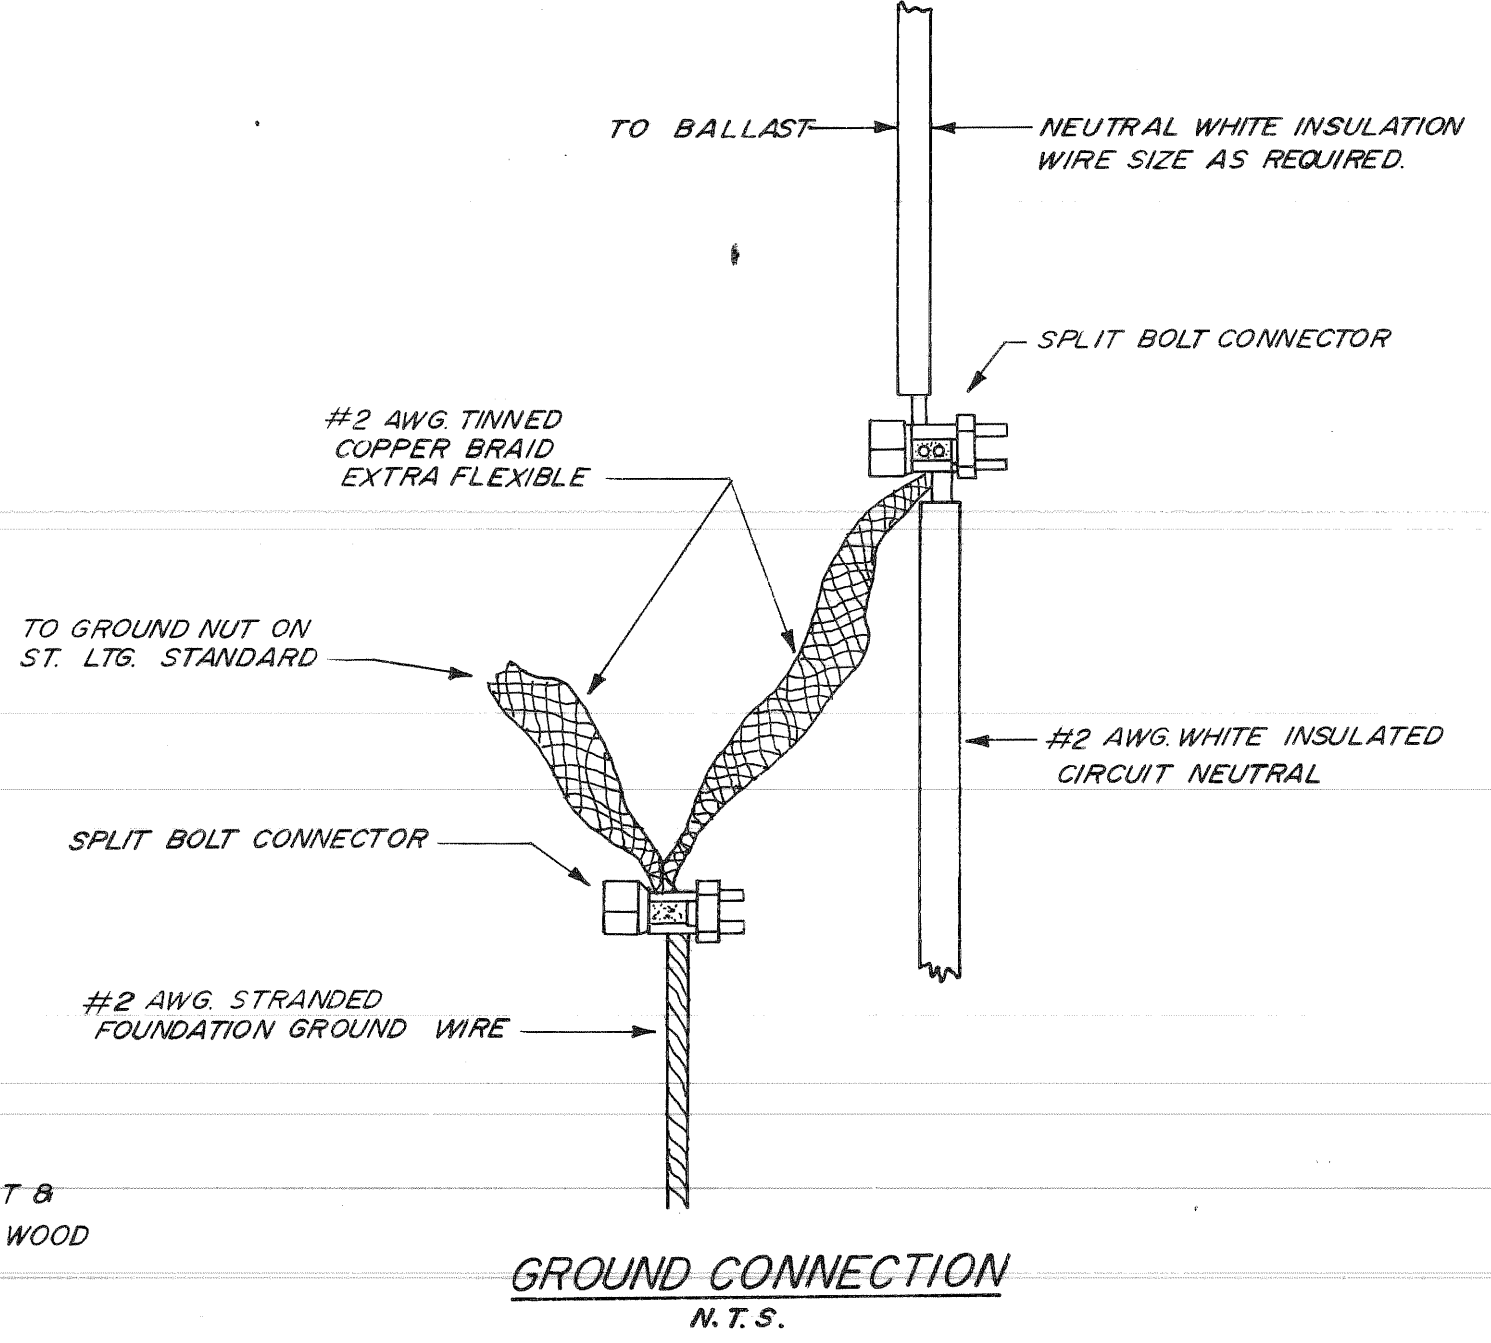 TO BALLAST
NEUTRAL WHITE INSULATION
WIRE SIZE AS REQUIRED.
SPLIT BOLT CONNECTOR
#2 AWG. TINNED
COPPER BRAID
EXTRA FLEXIBLE
TO GROUND NUT ON
ST. LTG. STANDARD
#2 AWG. WHITE INSULATED
CIRCUIT NEUTRAL
SPLIT BOLT CONNECTOR
#2 AWG. STRANDED
FOUNDATION GROUND WIRE
T &
WOOD
GROUND CONNECTION
N.T.S.